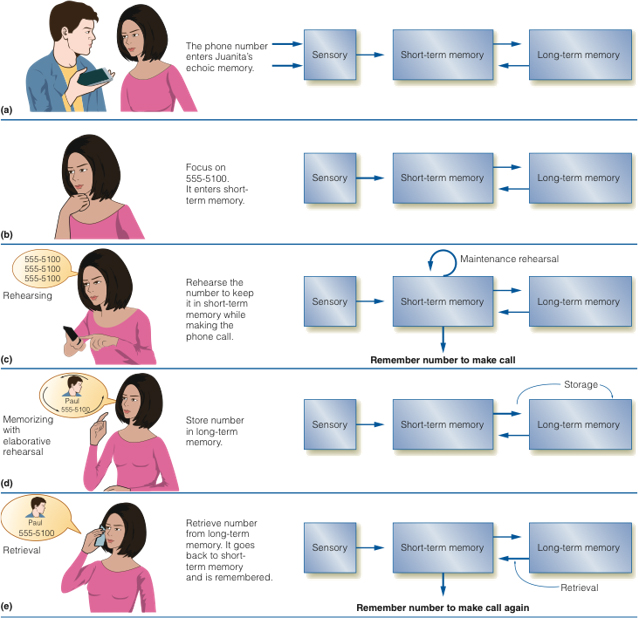 The phone number
enters Juanita's
echoic memory.
Sensory
Short-term memory
Long-term memory
(a)
Focus on
555-5100.
It enters short-
term memory.
Sensory
Short-term memory
Long-term memory
(b)
555-5100
555-5100
555-5100
Rehearsing
Rehearse the
number to keep
it in short-term
memory while
making the
phone call.
Maintenance rehearsal
Sensory
Short-term memory
Long-term memory
Remember number to make call
(c)
Paul
555-5100
Memorizing
with
elaborative
rehearsal
Store number
in long-term
memory.
Storage
Sensory
Short-term memory
Long-term memory
(d)
Paul
555-5100
Retrieval
Retrieve number
from long-term
memory. It goes
back to short-
term memory
and is remembered.
Sensory
Short-term memory
Long-term memory
Retrieval
Remember number to make call again
(e)